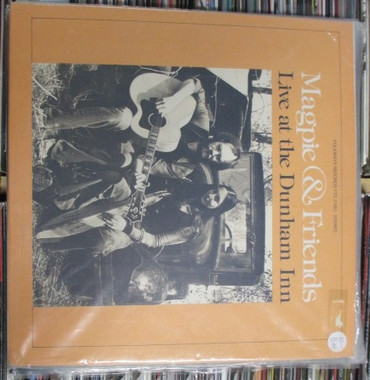 Magpie & Friends
Live at the Dunham Inn